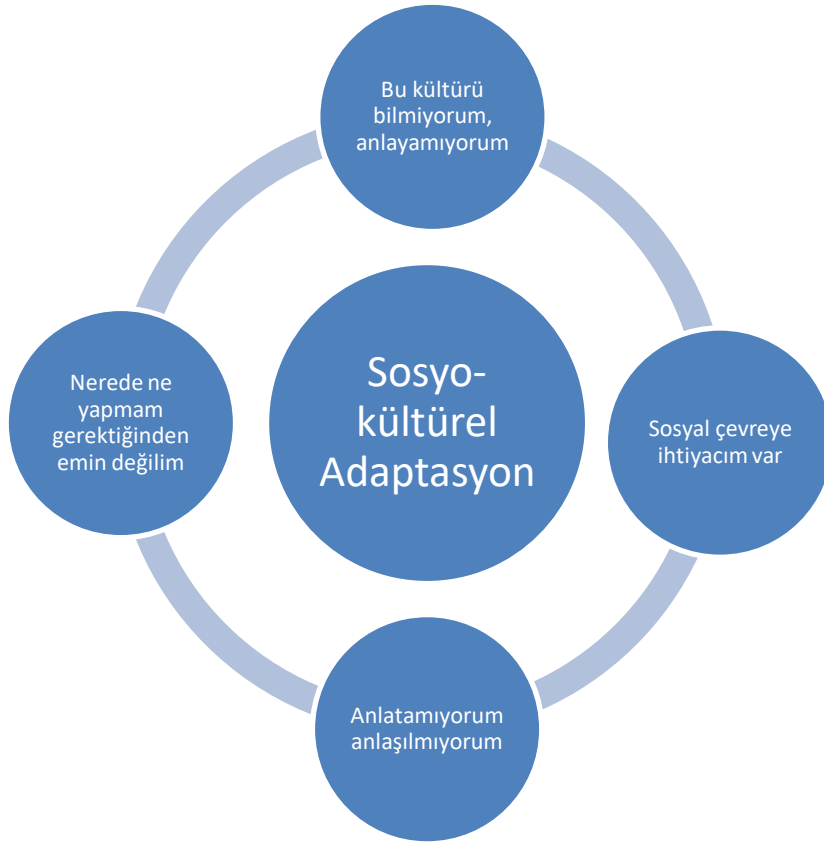 Bu kültürü
bilmiyorum,
anlayamıyorum
Sosyo-
kültürel
Adaptasyon
Nerede ne
yapmam
gerektiğinden
emin değilim
Sosyal çevreye
ihtiyacım var
Anlatamıyorum
anlaşılmıyorum